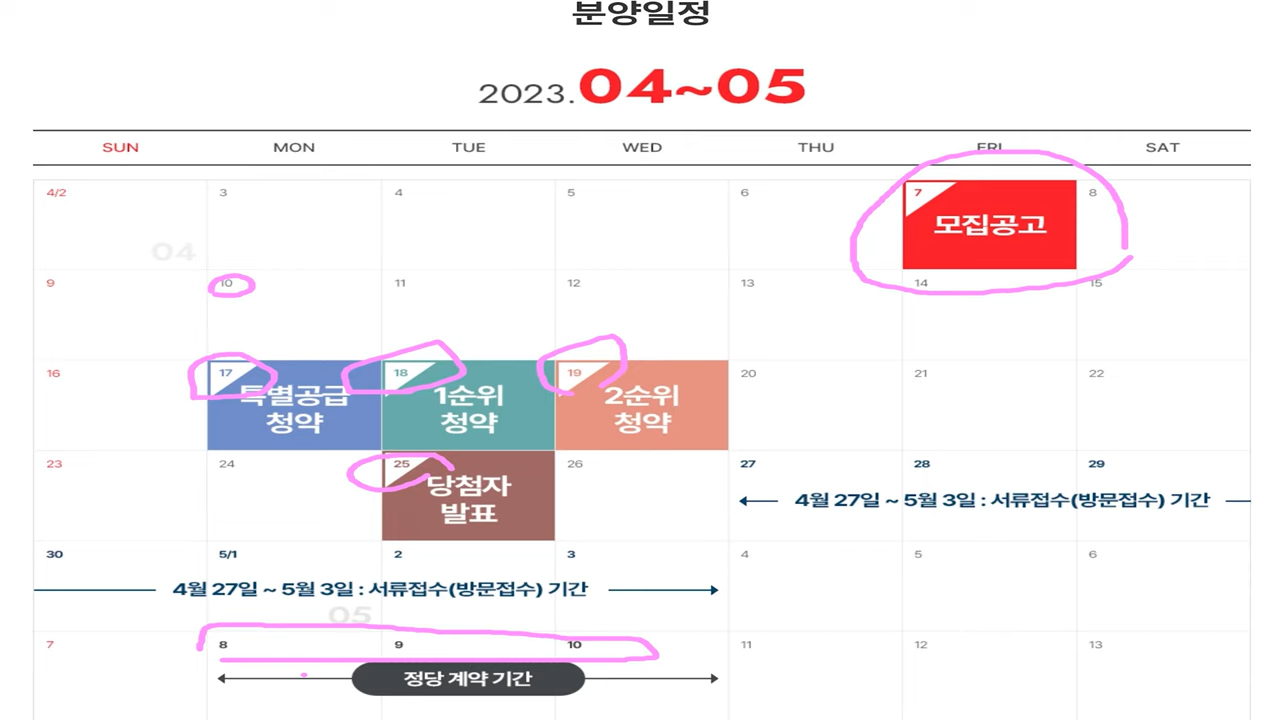 분양일정
2023. 04~05
SUN MON TUE WED THU FRI SAT
4/2 3 4 5 6 7 8
모집공고
04
9 10 11 12 13 14 15
16 17 18 19 20 21 22
특별공급 1순위 2순위
청약 청약 청약
23 24 25 26 27 28 29
당첨자
발표
4월 27일 ~ 5월 3일 : 서류접수(방문접수) 기간
30 5/1 2 3 4 5 6
4월 27일 ~ 5월 3일 : 서류접수(방문접수) 기간
05
7 8 9 10 11 12 13
정당 계약 기간